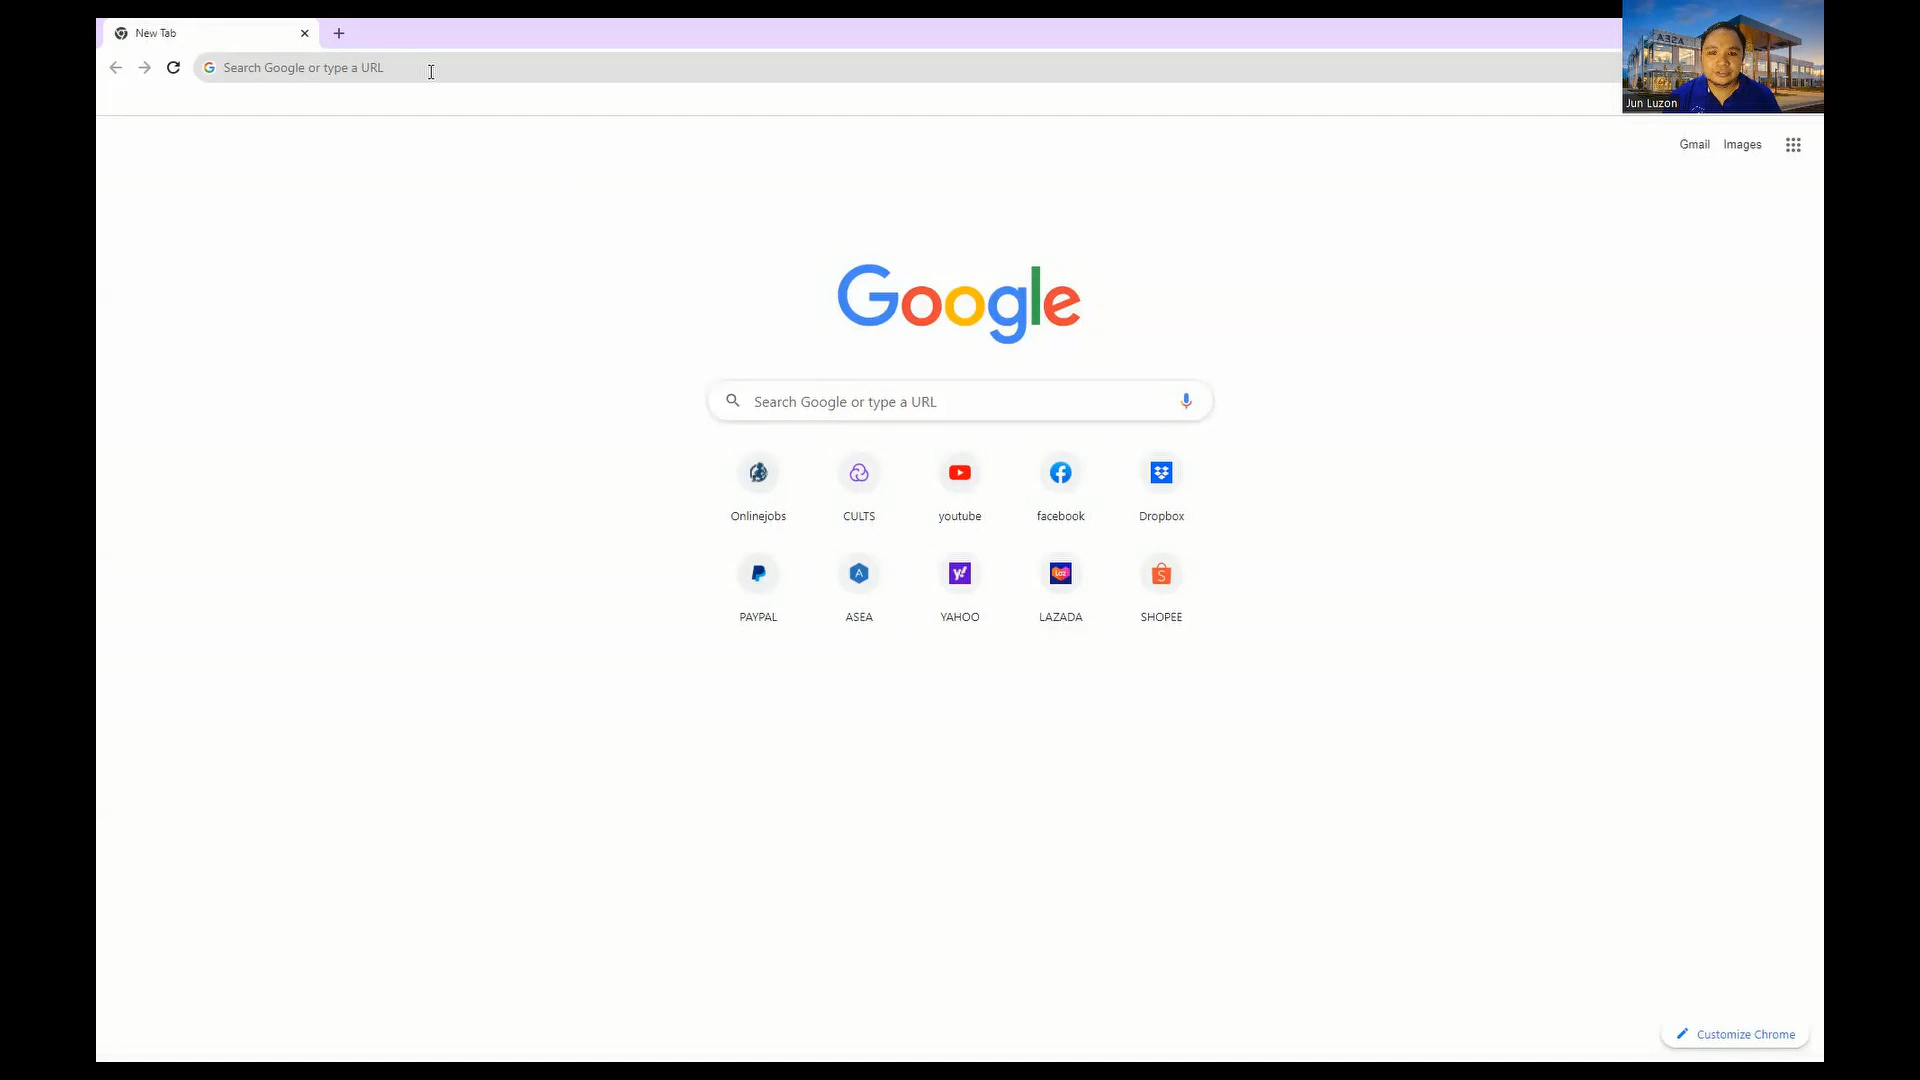 New Tab
Search Google or type a URL
ASEA
Jun Luzon
Gmail Images
Google
Search Google or type a URL
Onlinejobs CULTS youtube facebook Dropbox
PAYPAL ASEA YAHOO LAZADA SHOPEE
Customize Chrome